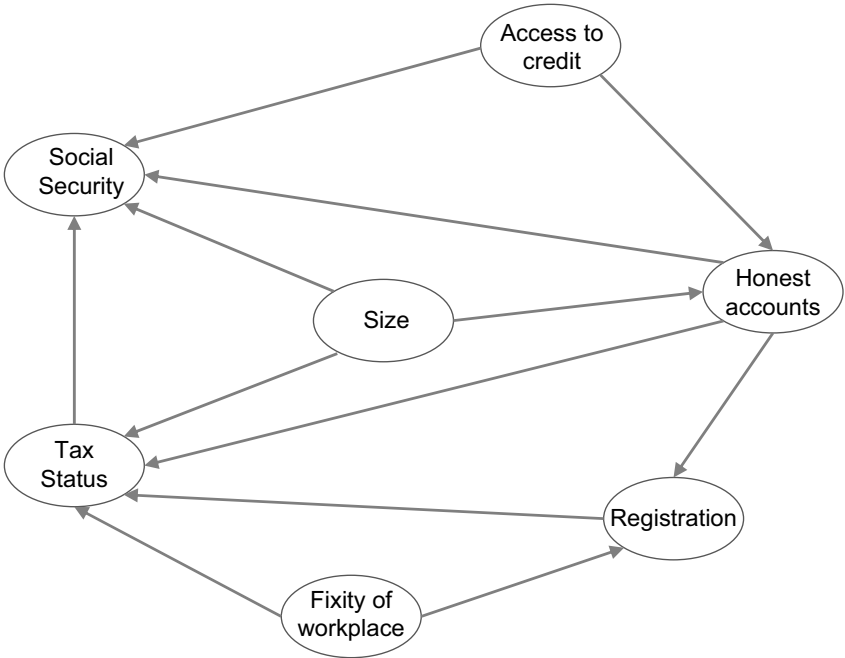 Access to
credit
Social
Security
Honest
accounts
Size
Tax
Status
Registration
Fixity of
workplace